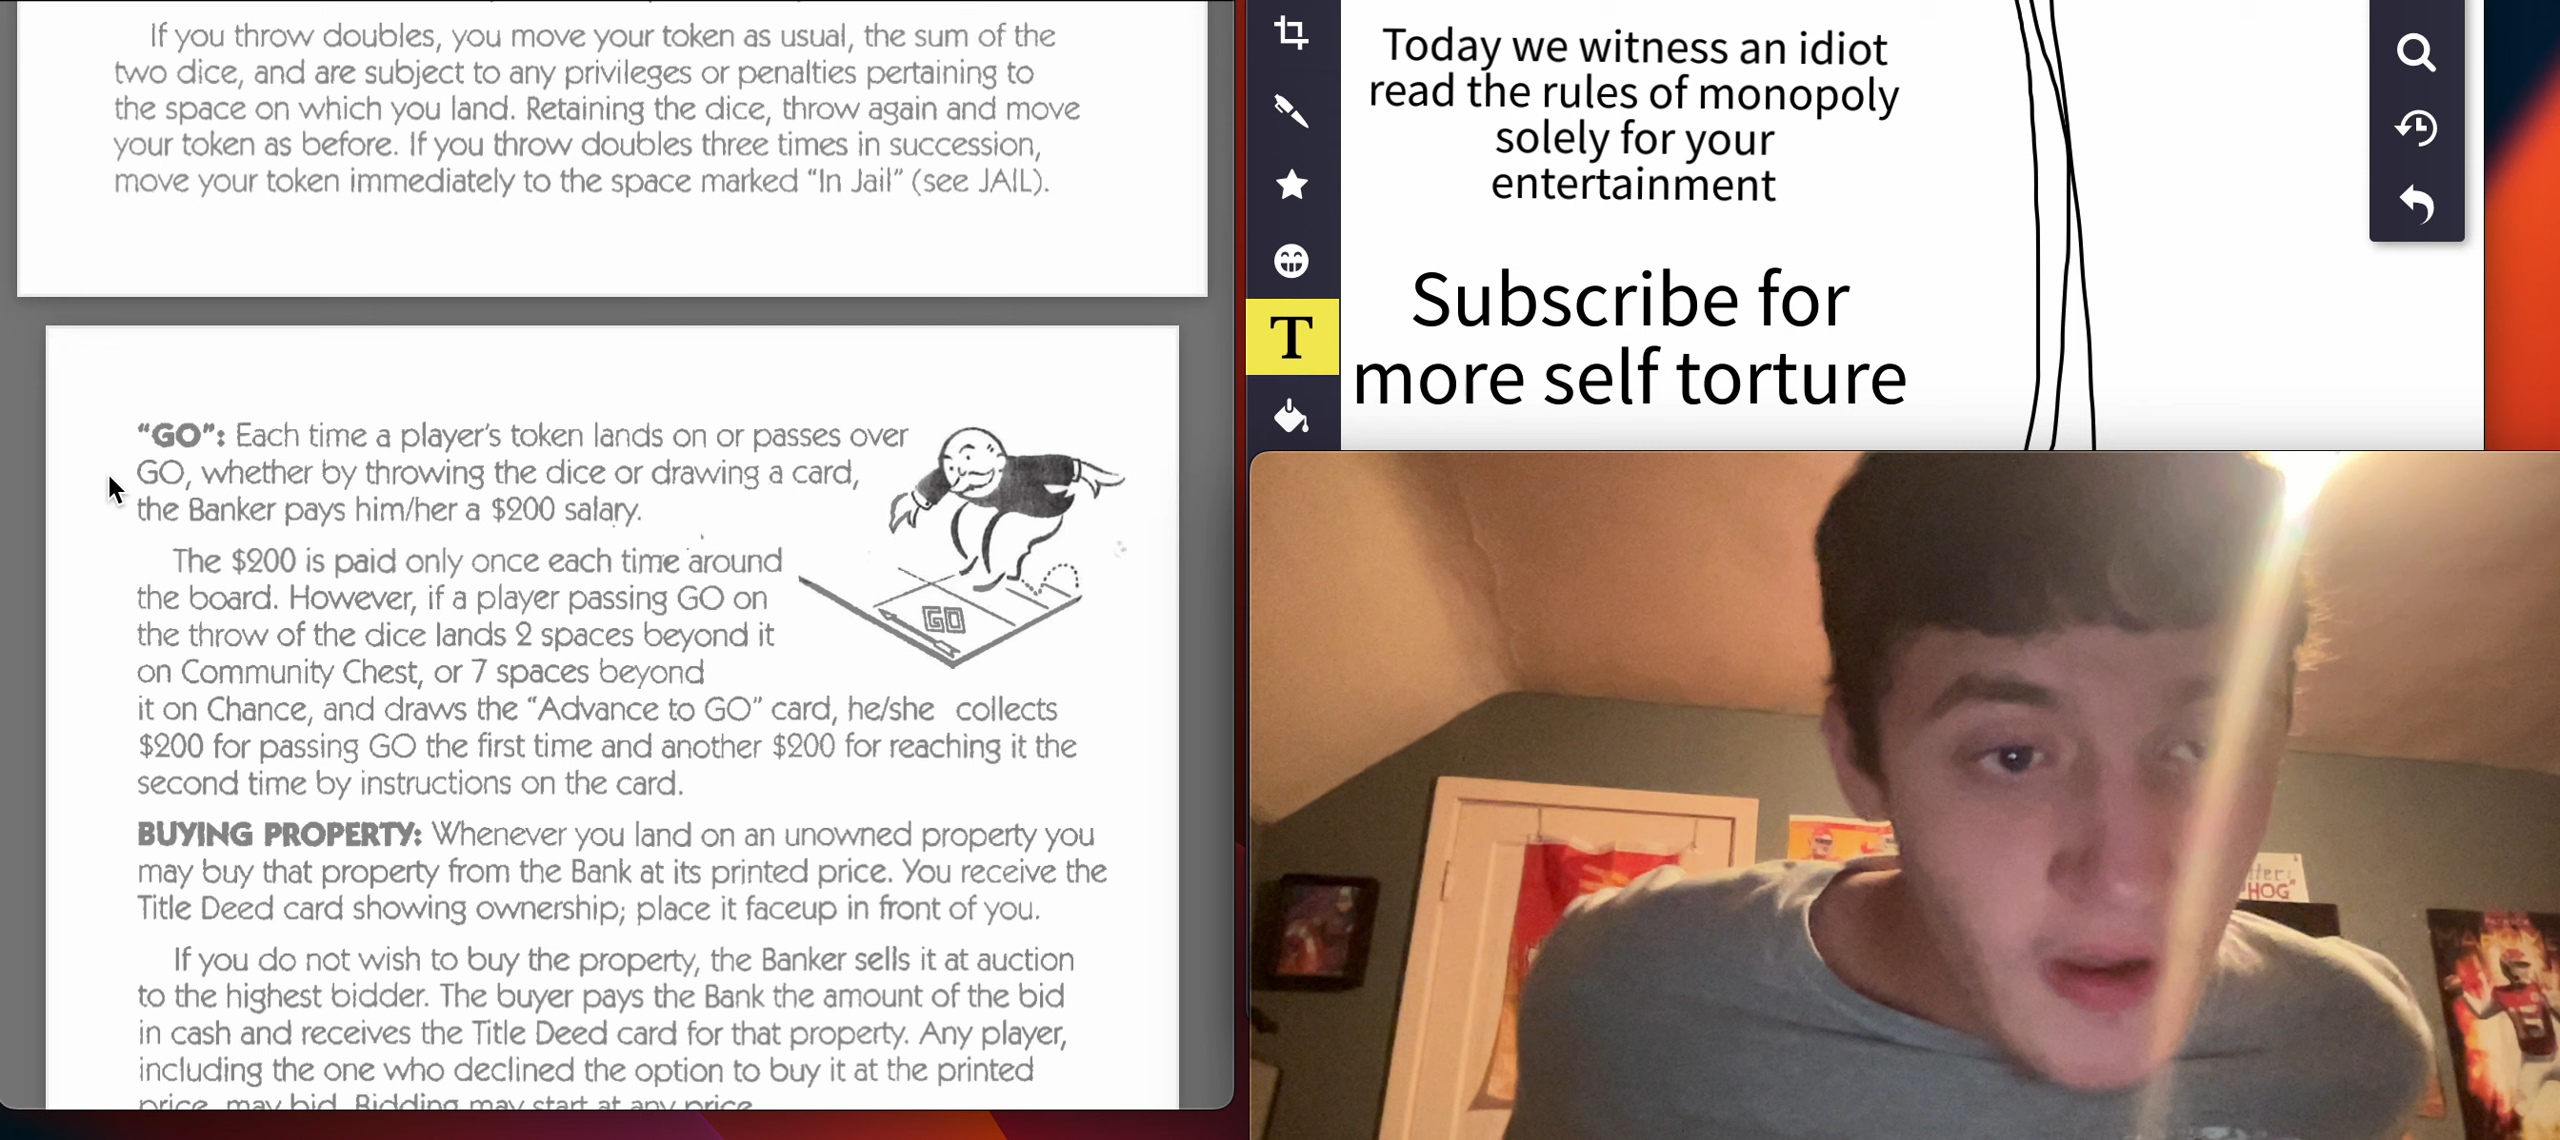 If you throw doubles, you move your token as usual, the sum of the
two dice, and are subject to any privileges or penalties pertaining to
the space on which you land. Retaining the dice, throw again and move
your token as before. If you throw doubles three times in succession,
move your token immediately to the space marked “In Jail” (see JAIL).
“GO”: Each time a player’s token lands on or passes over
GO, whether by throwing the dice or drawing a card,
the Banker pays him/her a $200 salary.
The $200 is paid only once each time around
the board. However, if a player passing GO on
the throw of the dice lands 2 spaces beyond it
on Community Chest, or 7 spaces beyond
it on Chance, and draws the “Advance to GO” card, he/she collects
$200 for passing GO the first time and another $200 for reaching it the
second time by instructions on the card.
GO
BUYING PROPERTY: Whenever you land on an unowned property you
may buy that property from the Bank at its printed price. You receive the
Title Deed card showing ownership; place it faceup in front of you.
If you do not wish to buy the property, the Banker sells it at auction
to the highest bidder. The buyer pays the Bank the amount of the bid
in cash and receives the Title Deed card for that property. Any player,
including the one who declined the option to buy it at the printed
price, may bid. Bidding may start at any price.
T
Today we witness an idiot
read the rules of monopoly
solely for your
entertainment
Subscribe for
more self torture
HOG"
15